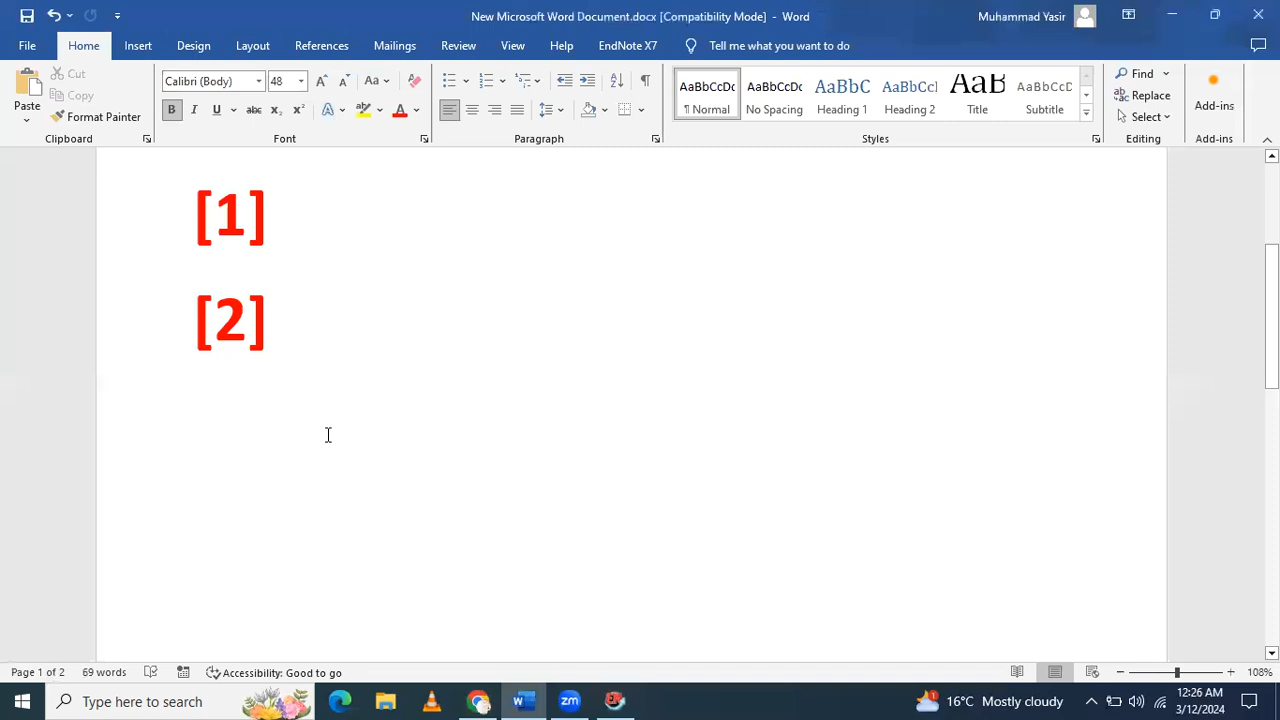 New Microsoft Word Document.docx [Compatibility Mode] - Word
Muhammad Yasir
File Home Insert Design Layout References Mailings Review View Help EndNote X7 Tell me what you want to do
Paste
Cut
Copy
Format Painter
Clipboard
Calibri (Body) 48 Aa
B I U abc x₂ x² A A
Font
Paragraph
AaBbCcDc AaBbCcDc AaBbC AaBbCcl AaB AaBbCcD
¶ Normal No Spacing Heading 1 Heading 2 Title Subtitle
Styles
Find
Replace
Select
Editing
Add-ins
Add-ins
[1]
[2]
Page 1 of 2 69 words Accessibility: Good to go 108%
Type here to search
16°C Mostly cloudy
12:26 AM
3/12/2024